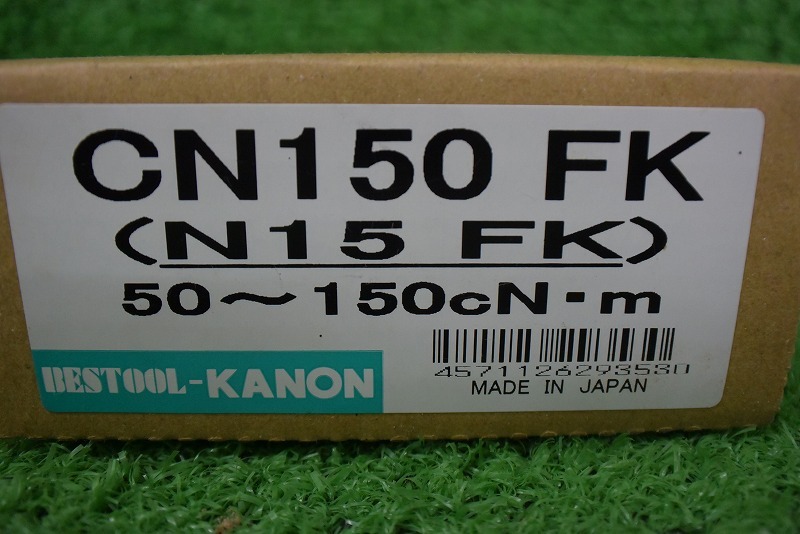 CN150 FK
(N15 FK)
50～150cN・m
BESTOOL-KANON
4571126293530
MADE IN JAPAN